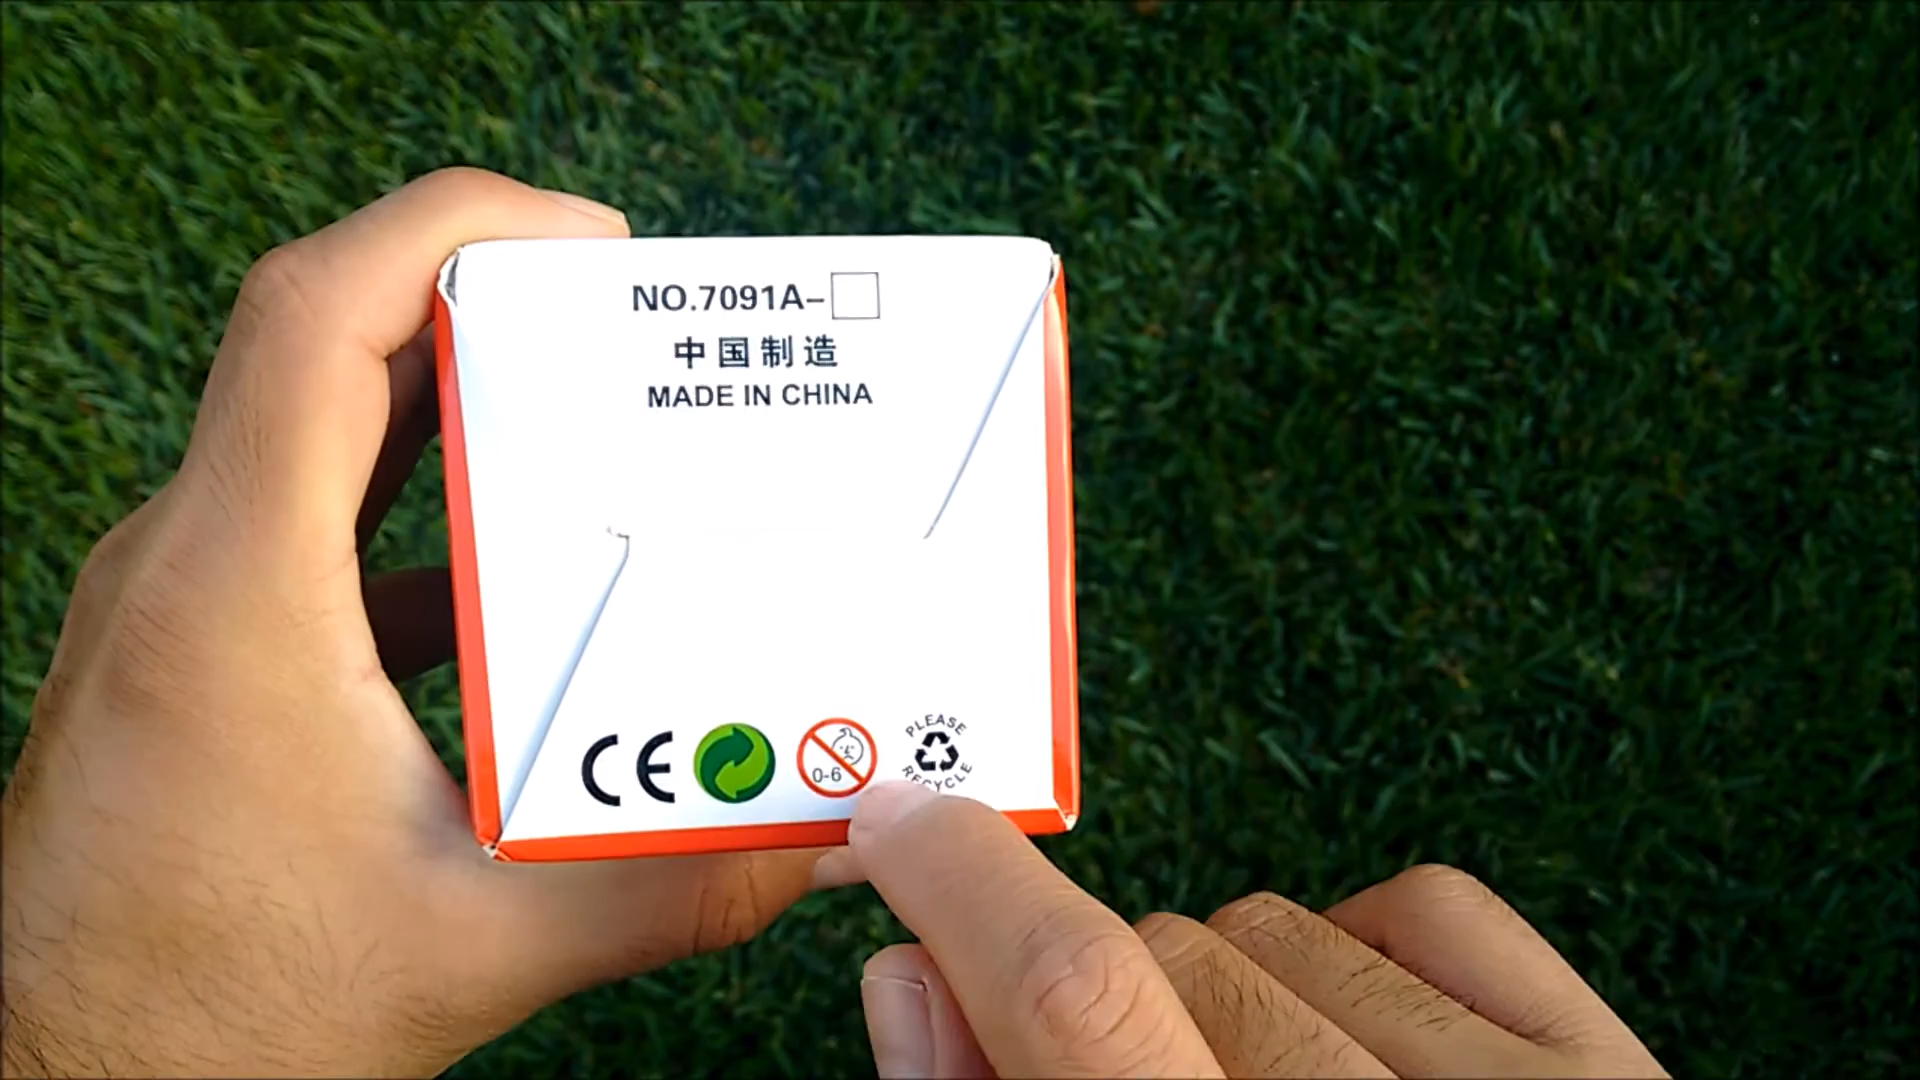 NO.7091A-
中国制造
MADE IN CHINA
CE
0-6
PLEASE
RECYCLE